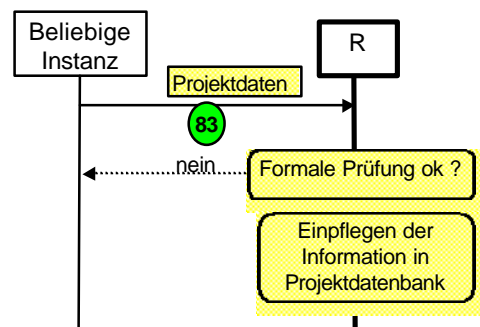 Beliebige
Instanz
R
Projektdaten
83
nein
Formale Prüfung ok ?
Einpflegen der
Information in
Projektdatenbank